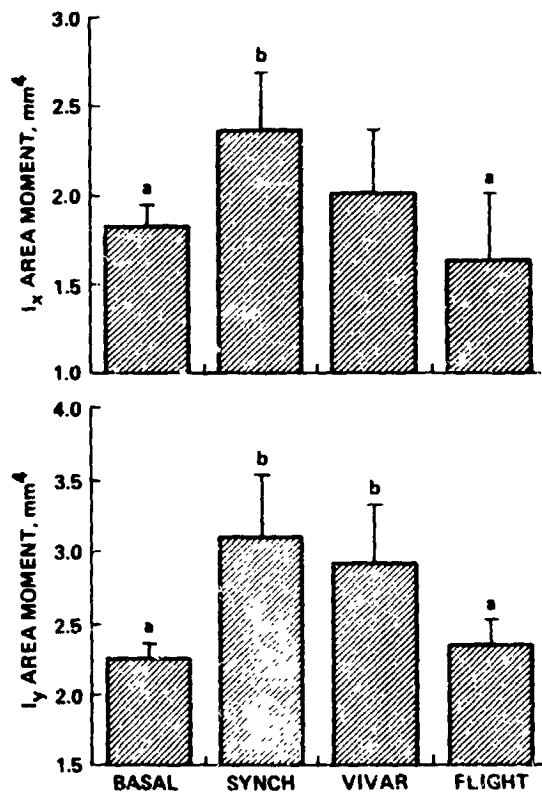 3.0
2.5
2.0
1.5
1.0
Ix AREA MOMENT, mm4
a
b
a
4.0
3.5
3.0
2.5
2.0
1.5
Iy AREA MOMENT, mm4
a
b
b
a
BASAL SYNCH VIVAR FLIGHT